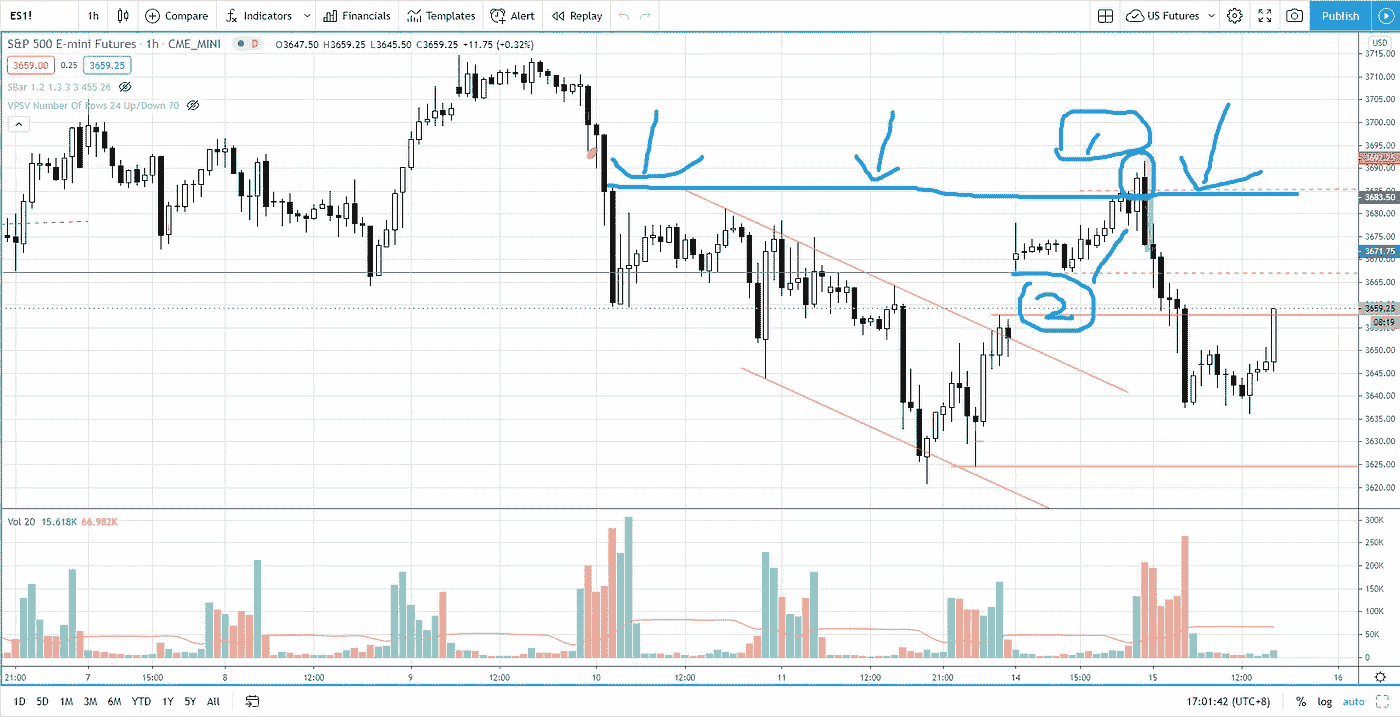 ES1! 1h Compare Indicators Financials Templates Alert Replay US Futures Publish
S&P 500 E-mini Futures · 1h · CME_MINI D O3647.50 H3659.25 L3645.50 C3659.25 +11.75 (+0.32%)
3659.00 0.25 3659.25
SBar 1.2 1.3 3 3 455 26
VPSV Number Of Rows 24 Up/Down 70
USD
3715.00
3710.00
3705.00
3700.00
3695.00
3690.00
3683.50
3680.00
3675.00
3671.75
3670.00
3665.00
3659.25
08:19
3650.00
3645.00
3640.00
3635.00
3630.00
3625.00
3620.00
1
2
Vol 20 15.618K 66.982K
300K
250K
200K
150K
100K
50K
0
21:00 7 15:00 8 12:00 9 12:00 10 12:00 11 12:00 21:00 14 15:00 15 12:00 16
1D 5D 1M 3M 6M YTD 1Y 5Y All 17:01:42 (UTC+8) % log auto